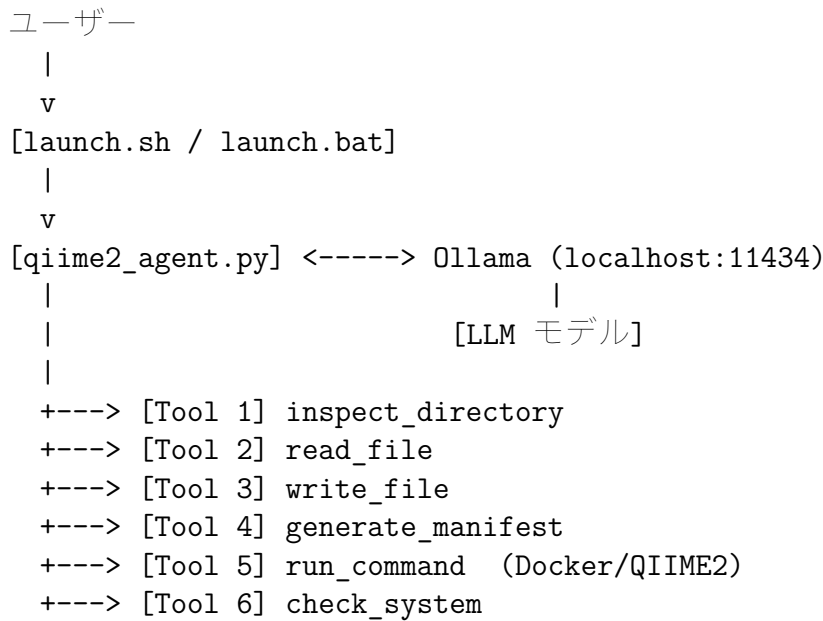 ユーザー
|
v
[launch.sh / launch.bat]
|
v
[qiime2_agent.py] <-----> Ollama (localhost:11434)
| |
| [LLM モデル]
|
+---> [Tool 1] inspect_directory
+---> [Tool 2] read_file
+---> [Tool 3] write_file
+---> [Tool 4] generate_manifest
+---> [Tool 5] run_command (Docker/QIIME2)
+---> [Tool 6] check_system